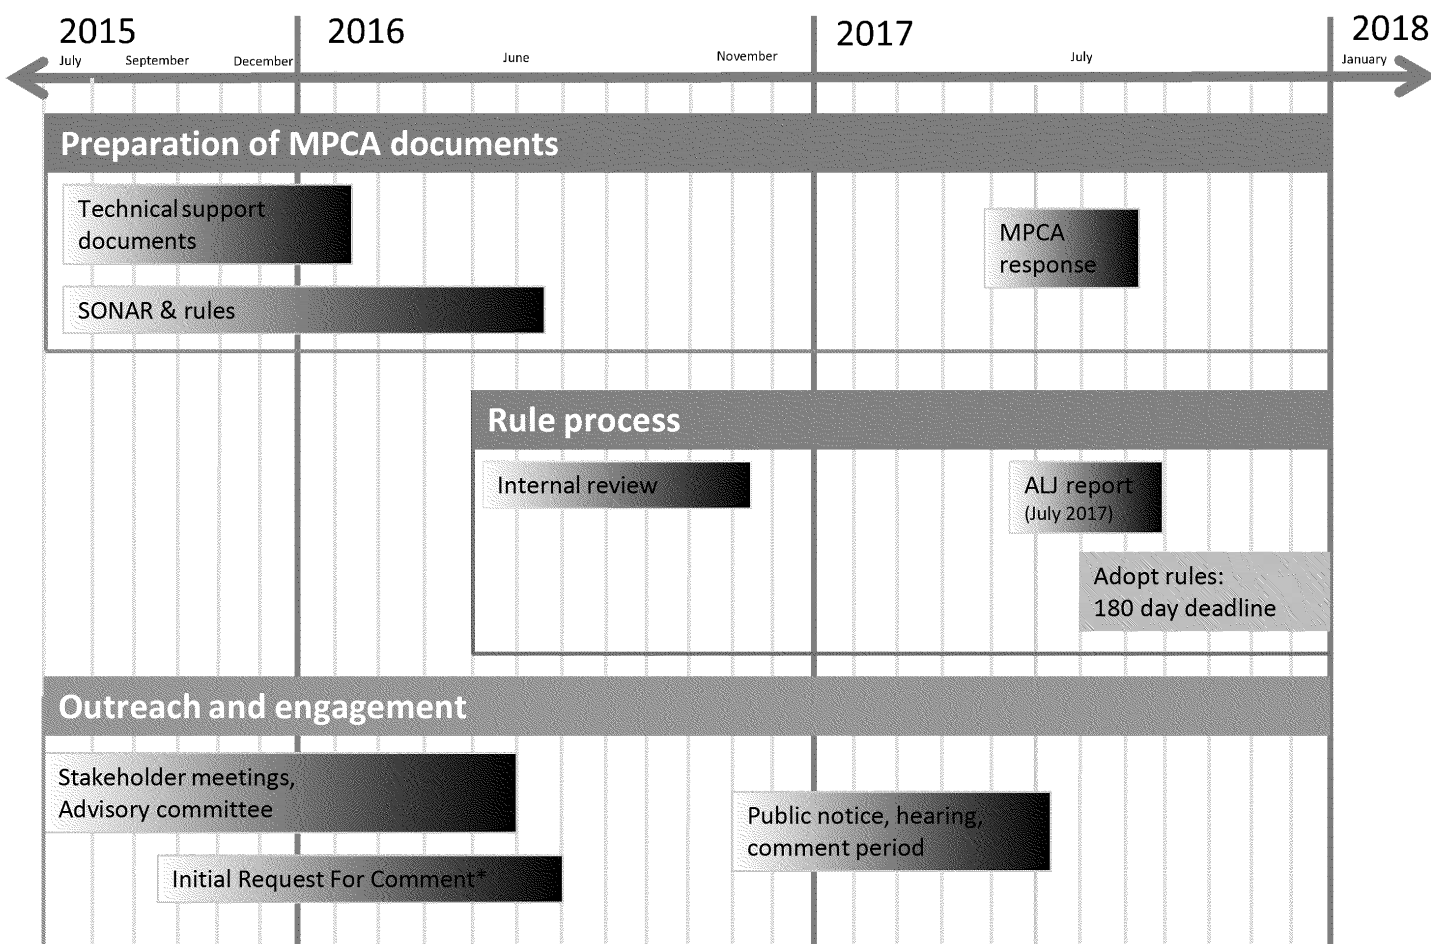 2015
2016
2017
2018
July
September
December
June
November
July
January
Preparation of MPCA documents
Technical support
documents
MPCA
response
SONAR & rules
Rule process
Internal review
ALJ report
(July 2017)
Adopt rules:
180 day deadline
Outreach and engagement
Stakeholder meetings,
Advisory committee
Public notice, hearing,
comment period
Initial Request For Comment*